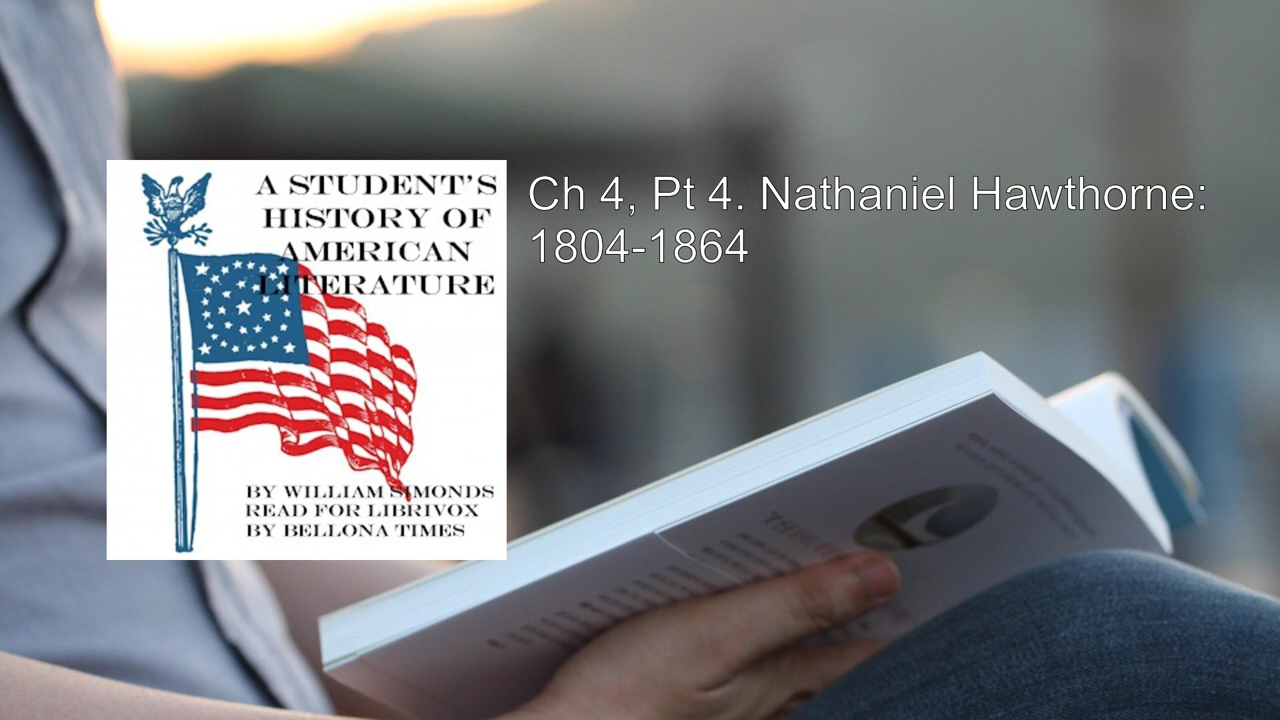 A STUDENT'S
HISTORY OF
AMERICAN
LITERATURE
BY WILLIAM SIMONDS
READ FOR LIBRIVOX
BY BELLONA TIMES
Ch 4, Pt 4. Nathaniel Hawthorne:
1804-1864